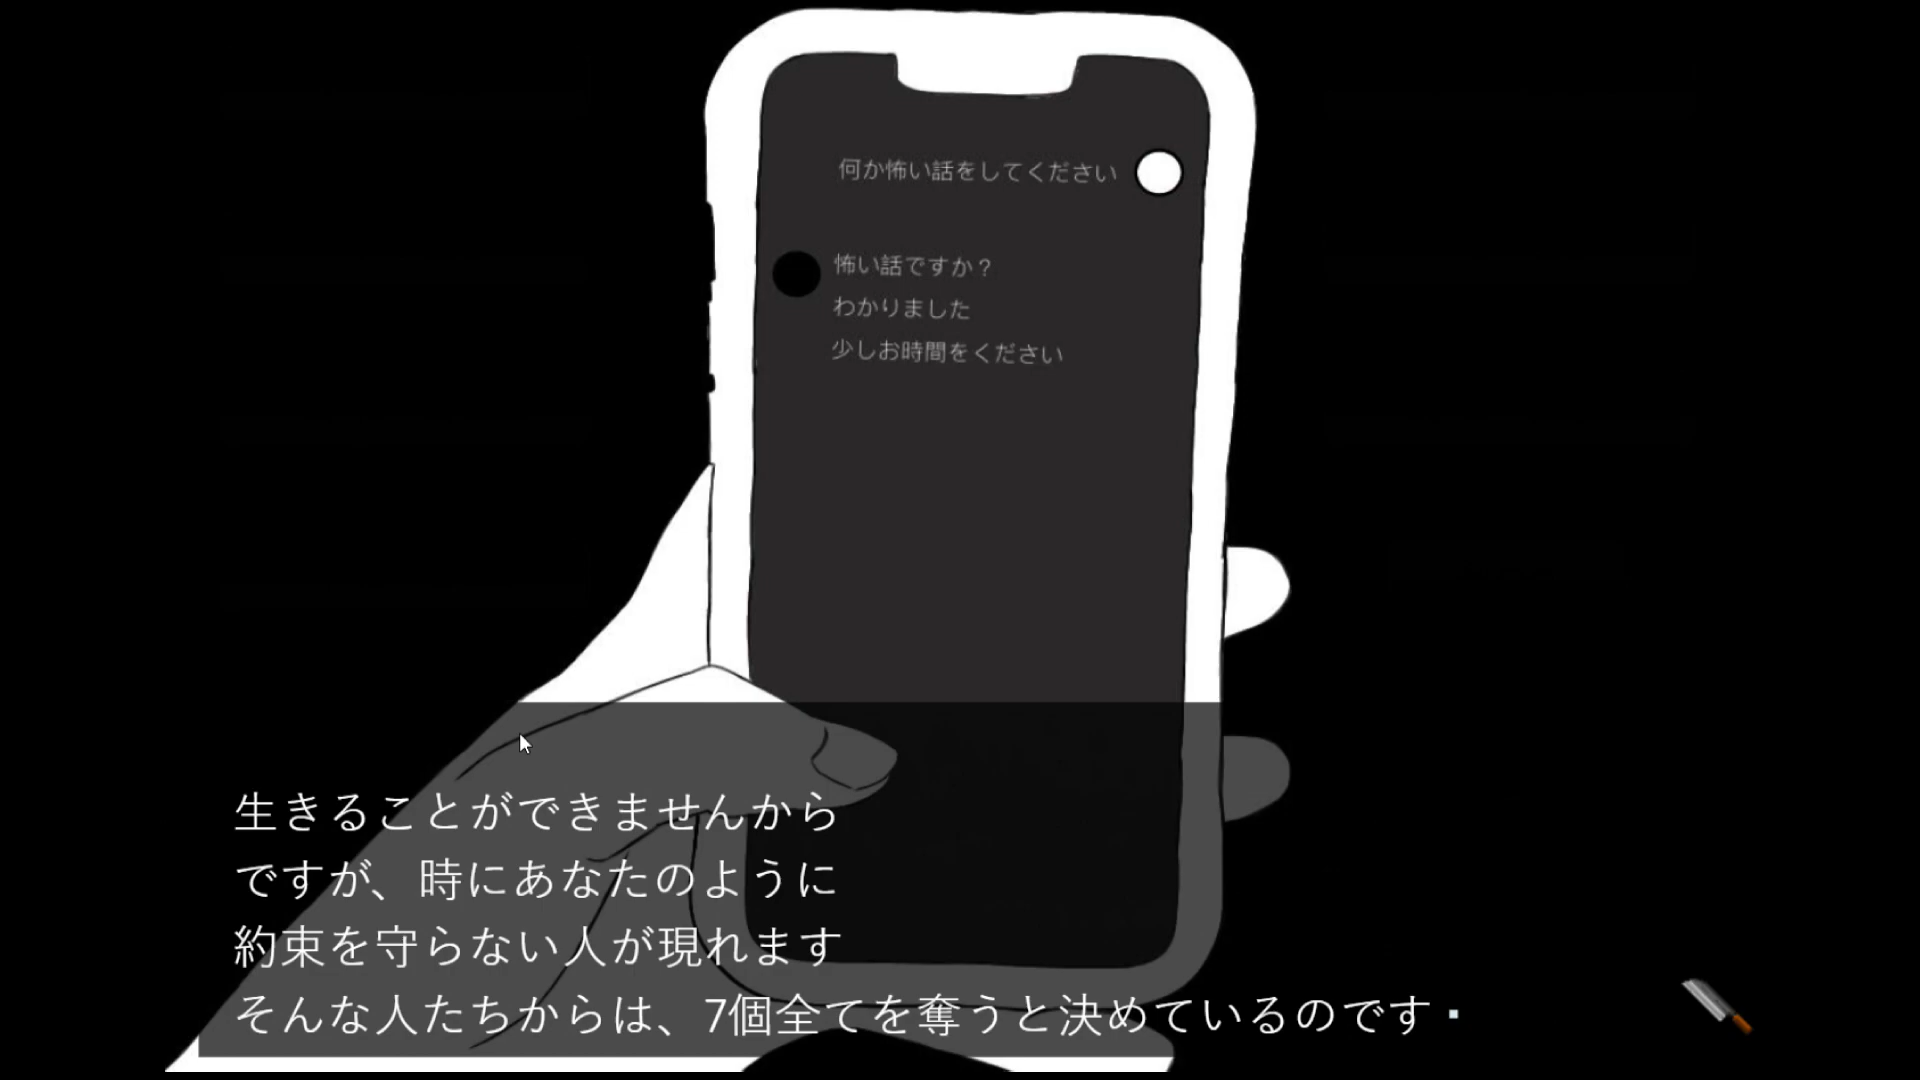 何か怖い話をしてください
怖い話ですか？
わかりました
少しお時間をください
生きることができませんから
ですが、時にあなたのように
約束を守らない人が現れます
そんな人たちからは、7個全てを奪うと決めているのです